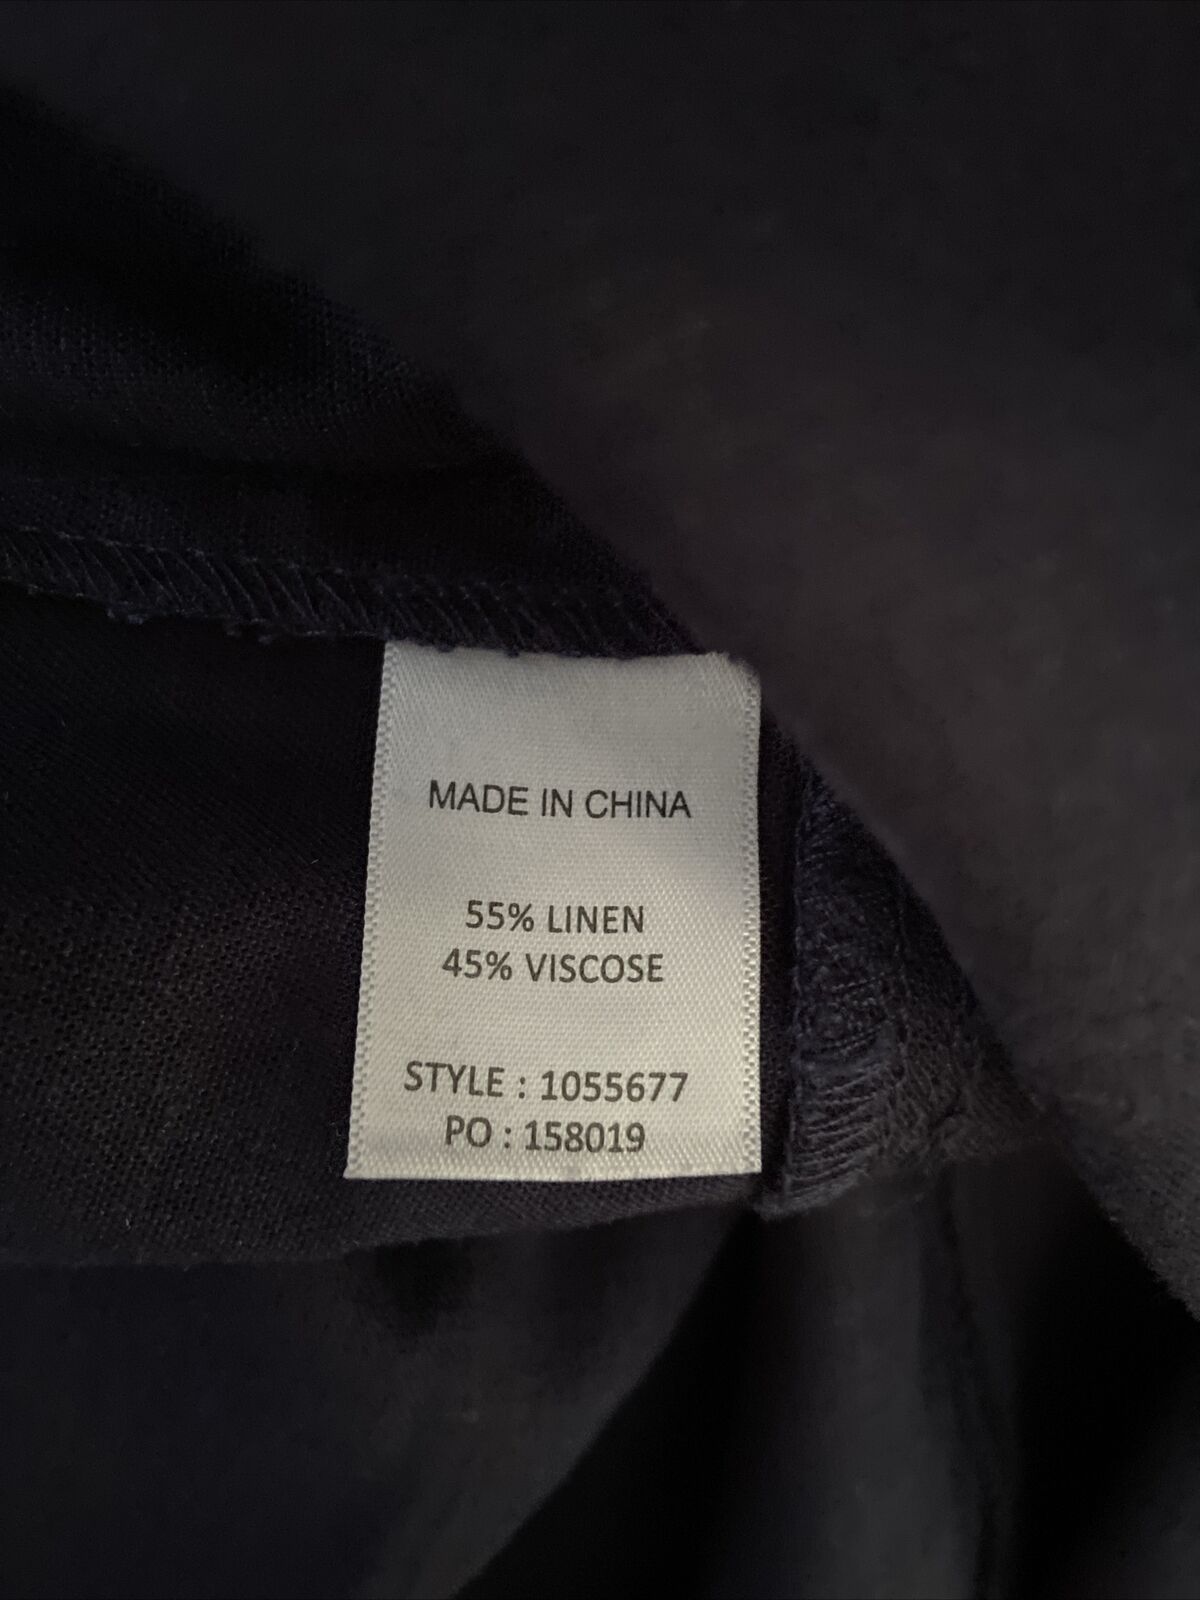 MADE IN CHINA
55% LINEN
45% VISCOSE
STYLE : 1055677
PO : 158019